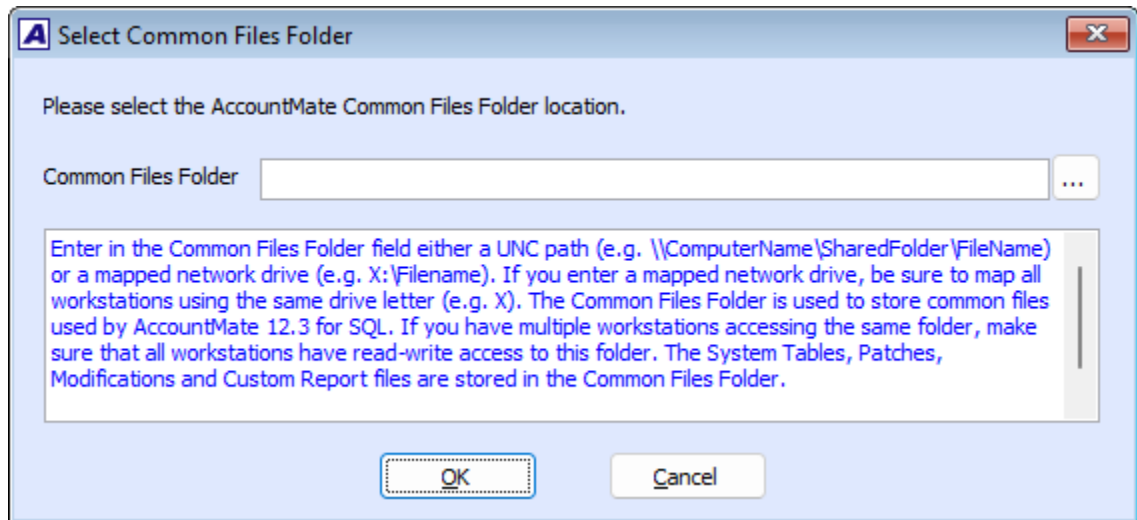 A Select Common Files Folder
Please select the AccountMate Common Files Folder location.
Common Files Folder
...
Enter in the Common Files Folder field either a UNC path (e.g. \\ComputerName\SharedFolder\FileName)
or a mapped network drive (e.g. X:\Filename). If you enter a mapped network drive, be sure to map all
workstations using the same drive letter (e.g. X). The Common Files Folder is used to store common files
used by AccountMate 12.3 for SQL. If you have multiple workstations accessing the same folder, make
sure that all workstations have read-write access to this folder. The System Tables, Patches,
Modifications and Custom Report files are stored in the Common Files Folder.
OK
Cancel